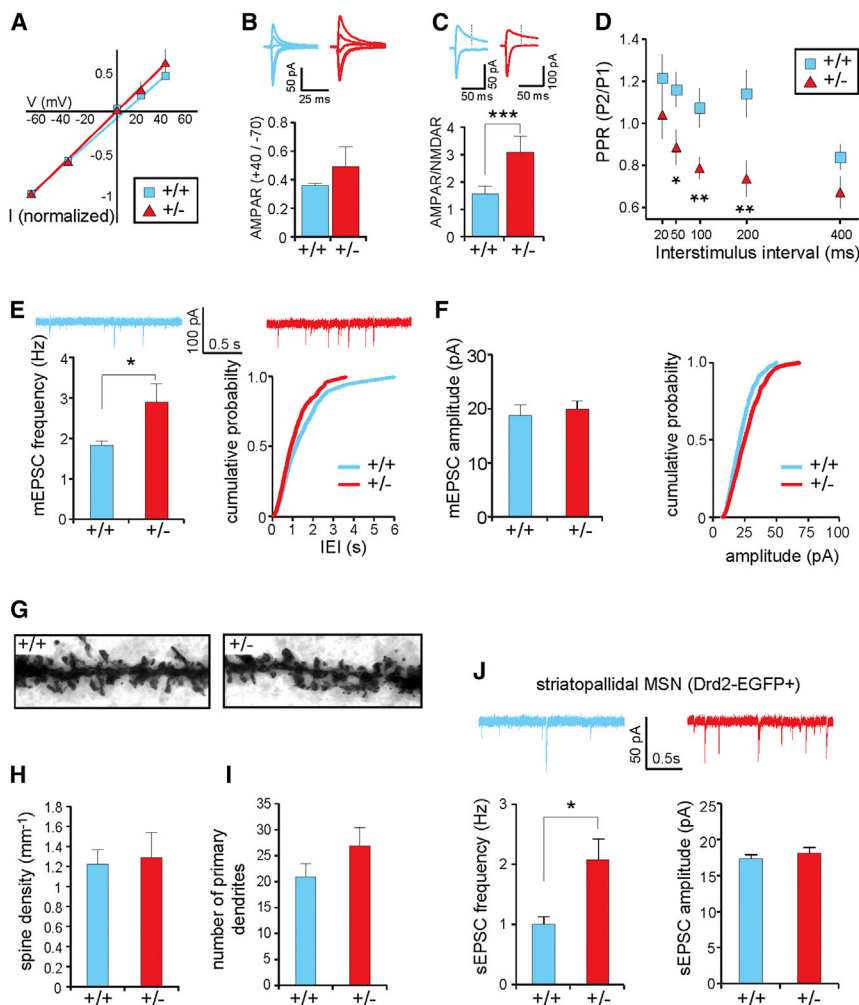 A
V (mV)
-60 -40 -20 20 40 60
0.5
0
-0.5
-1
I (normalized)
+/+
+/-
B
50 pA
25 ms
AMPAR (+40 / -70)
0.8
0.6
0.4
0.2
0
+/+ +/-
C
50 pA
50 ms
50 ms
100 pA
***
AMPAR/NMDAR
4
3
2
1
0
+/+ +/-
D
PPR (P2/P1)
1.4
1.2
1.0
0.8
0.6
+/+
+/-
*
**
**
20 50 100 200 400
Interstimulus interval (ms)
E
100 pA
0.5 s
mEPSC frequency (Hz)
4
3
2
1
0
*
+/+ +/-
cumulative probabilty
1.0
0.5
0
+/+
+/-
0 1 2 3 4 5 6
IEI (s)
F
mEPSC amplitude (pA)
40
30
20
10
0
+/+ +/-
cumulative probabilty
1.0
0.5
0
+/+
+/-
0 25 50 75 100
amplitude (pA)
G
+/+
+/-
H
spine density (mm-1)
1.8
1.6
1.4
1.2
1
0.8
0.6
0.4
0.2
0
+/+ +/-
I
number of primary
dendrites
35
30
25
20
15
10
5
0
+/+ +/-
J
striatopallidal MSN (Drd2-EGFP+)
50 pA
0.5s
sEPSC frequency (Hz)
3
2
1
0
*
+/+ +/-
sEPSC amplitude (pA)
25
20
15
10
5
0
+/+ +/-